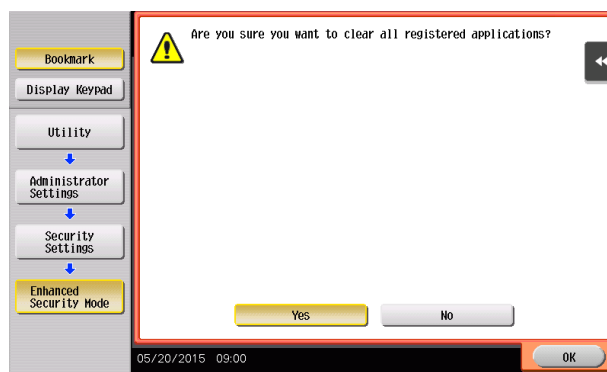 Are you sure you want to clear all registered applications?
Bookmark
Display Keypad
Utility
Administrator
Settings
Security
Settings
Enhanced
Security Mode
Yes
No
05/20/2015 09:00
OK